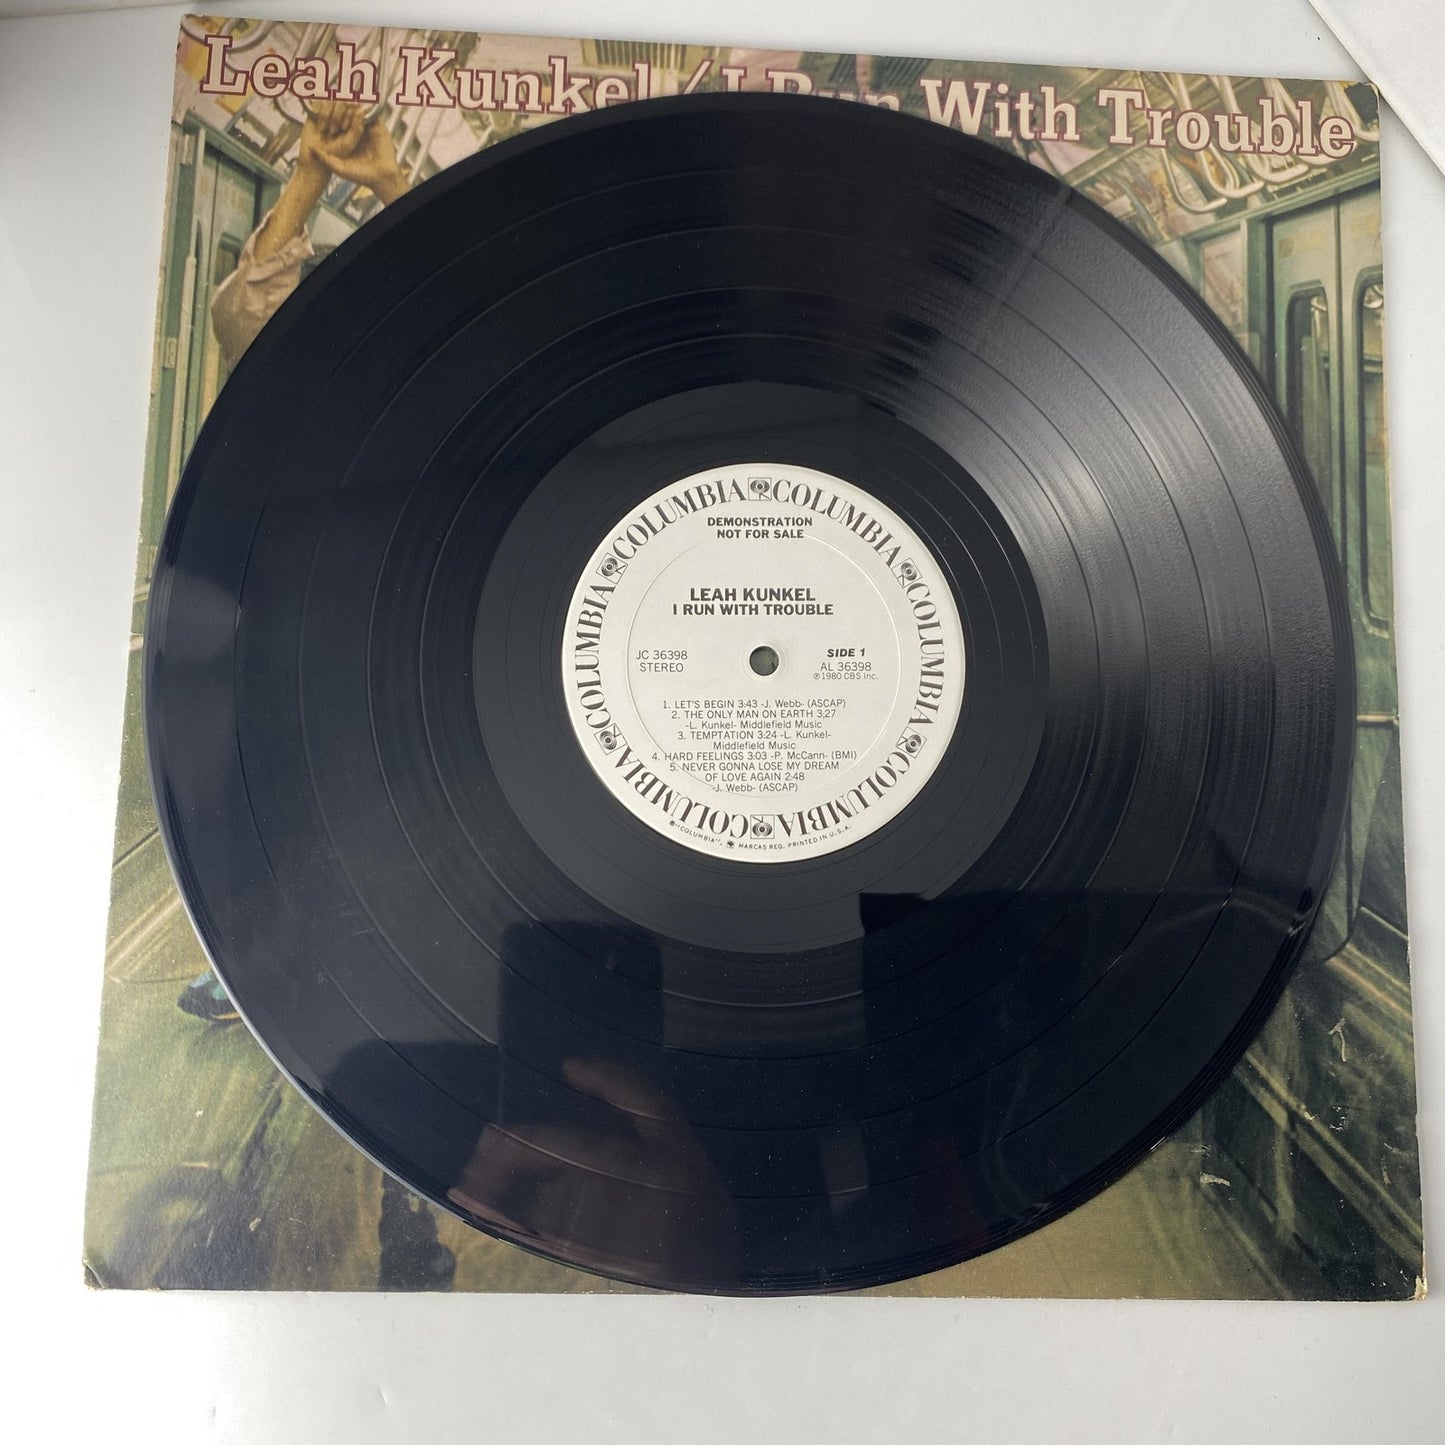 Leah Kunkel / I Run With Trouble
COLUMBIA COLUMBIA COLUMBIA COLUMBIA COLUMBIA COLUMBIA COLUMBIA COLUMBIA
DEMONSTRATION
NOT FOR SALE
LEAH KUNKEL
I RUN WITH TROUBLE
JC 36398
STEREO
SIDE 1
AL 36398
℗1980 CBS Inc.
1. LET'S BEGIN 3:43 -J. Webb- (ASCAP)
2. THE ONLY MAN ON EARTH 3:27
-L. Kunkel- Middlefield Music
3. TEMPTATION 3:24 -L. Kunkel-
Middlefield Music
4. HARD FEELINGS 3:03 -P. McCann- (BMI)
5. NEVER GONNA LOSE MY DREAM
OF LOVE AGAIN 2:48
-J. Webb- (ASCAP)
®"COLUMBIA", MARCAS REG. PRINTED IN U.S.A.